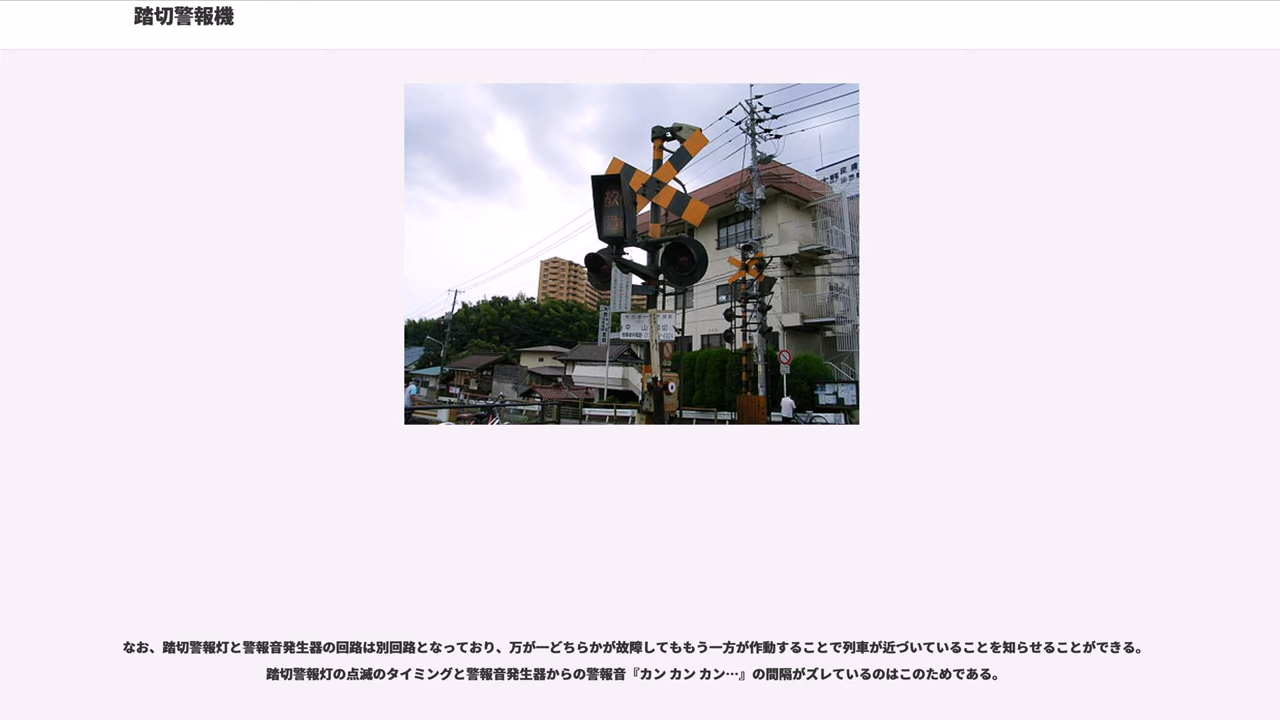 踏切警報機
故障
なお、踏切警報灯と警報音発生器の回路は別回路となっており、万が一どちらかが故障してももう一方が作動することで列車が近づいていることを知らせることができる。
踏切警報灯の点滅のタイミングと警報音発生器からの警報音『カン カン カン…』の間隔がズレているのはこのためである。